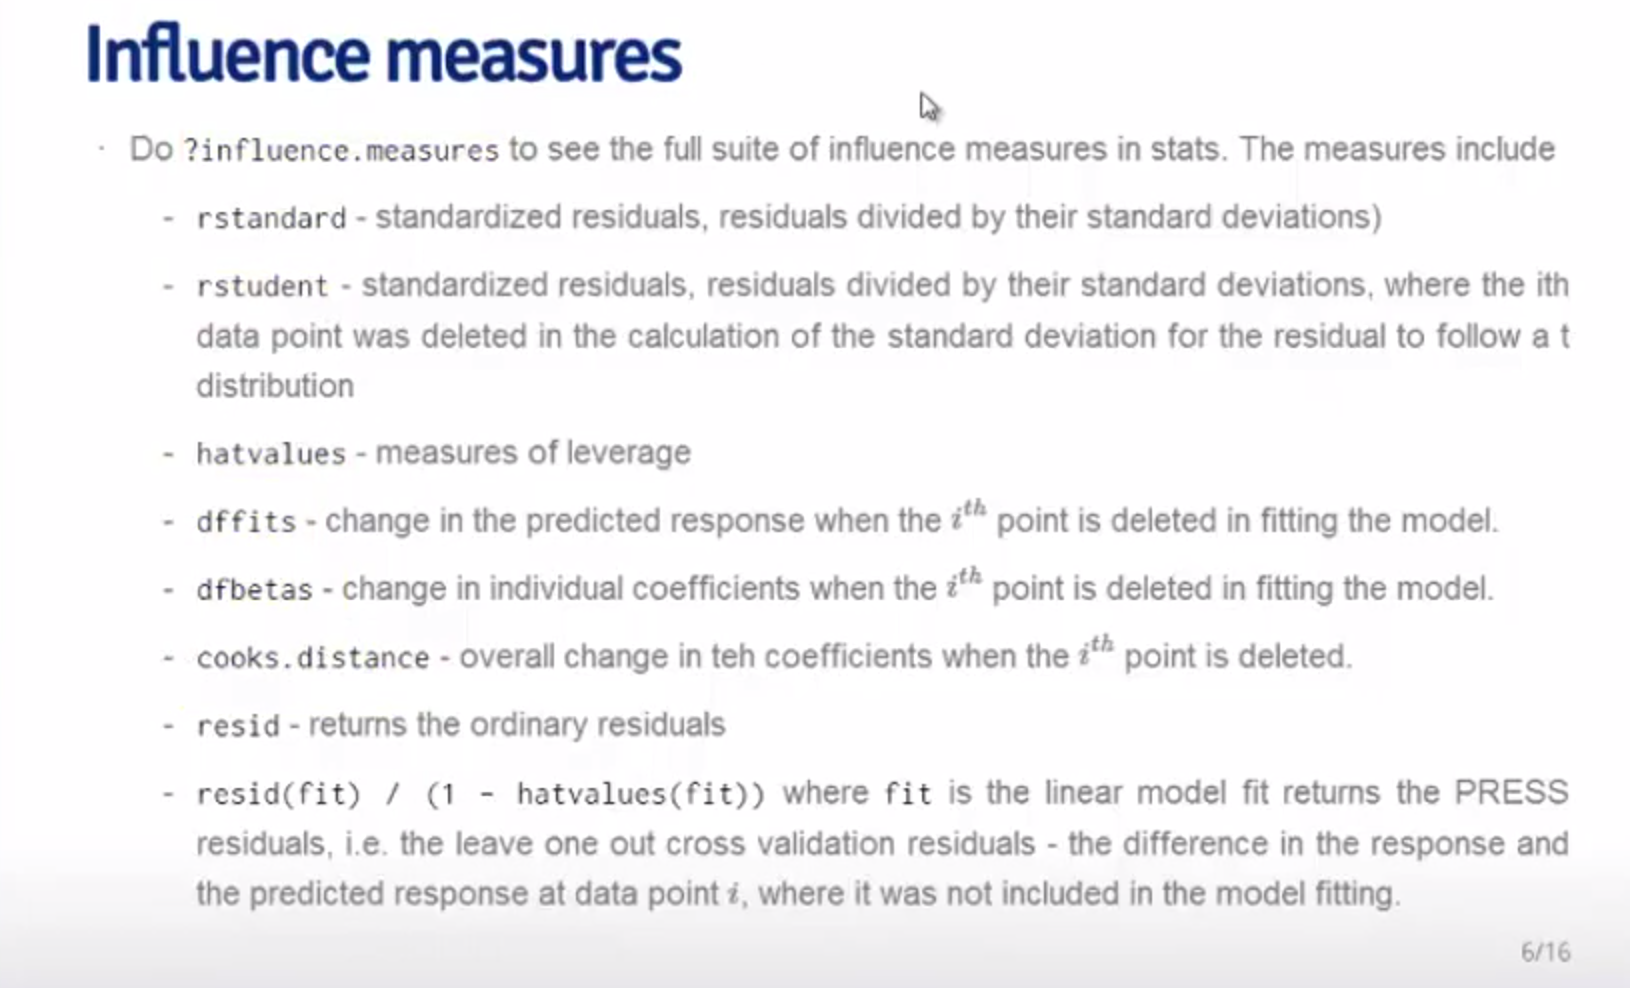 Influence measures
· Do ?influence.measures to see the full suite of influence measures in stats. The measures include
- rstandard - standardized residuals, residuals divided by their standard deviations)
- rstudent - standardized residuals, residuals divided by their standard deviations, where the ith
data point was deleted in the calculation of the standard deviation for the residual to follow a t
distribution
- hatvalues - measures of leverage
- dffits - change in the predicted response when the i^{th} point is deleted in fitting the model.
- dfbetas - change in individual coefficients when the i^{th} point is deleted in fitting the model.
- cooks.distance - overall change in teh coefficients when the i^{th} point is deleted.
- resid - returns the ordinary residuals
- resid(fit) / (1 - hatvalues(fit)) where fit is the linear model fit returns the PRESS
residuals, i.e. the leave one out cross validation residuals - the difference in the response and
the predicted response at data point i, where it was not included in the model fitting.
6/16